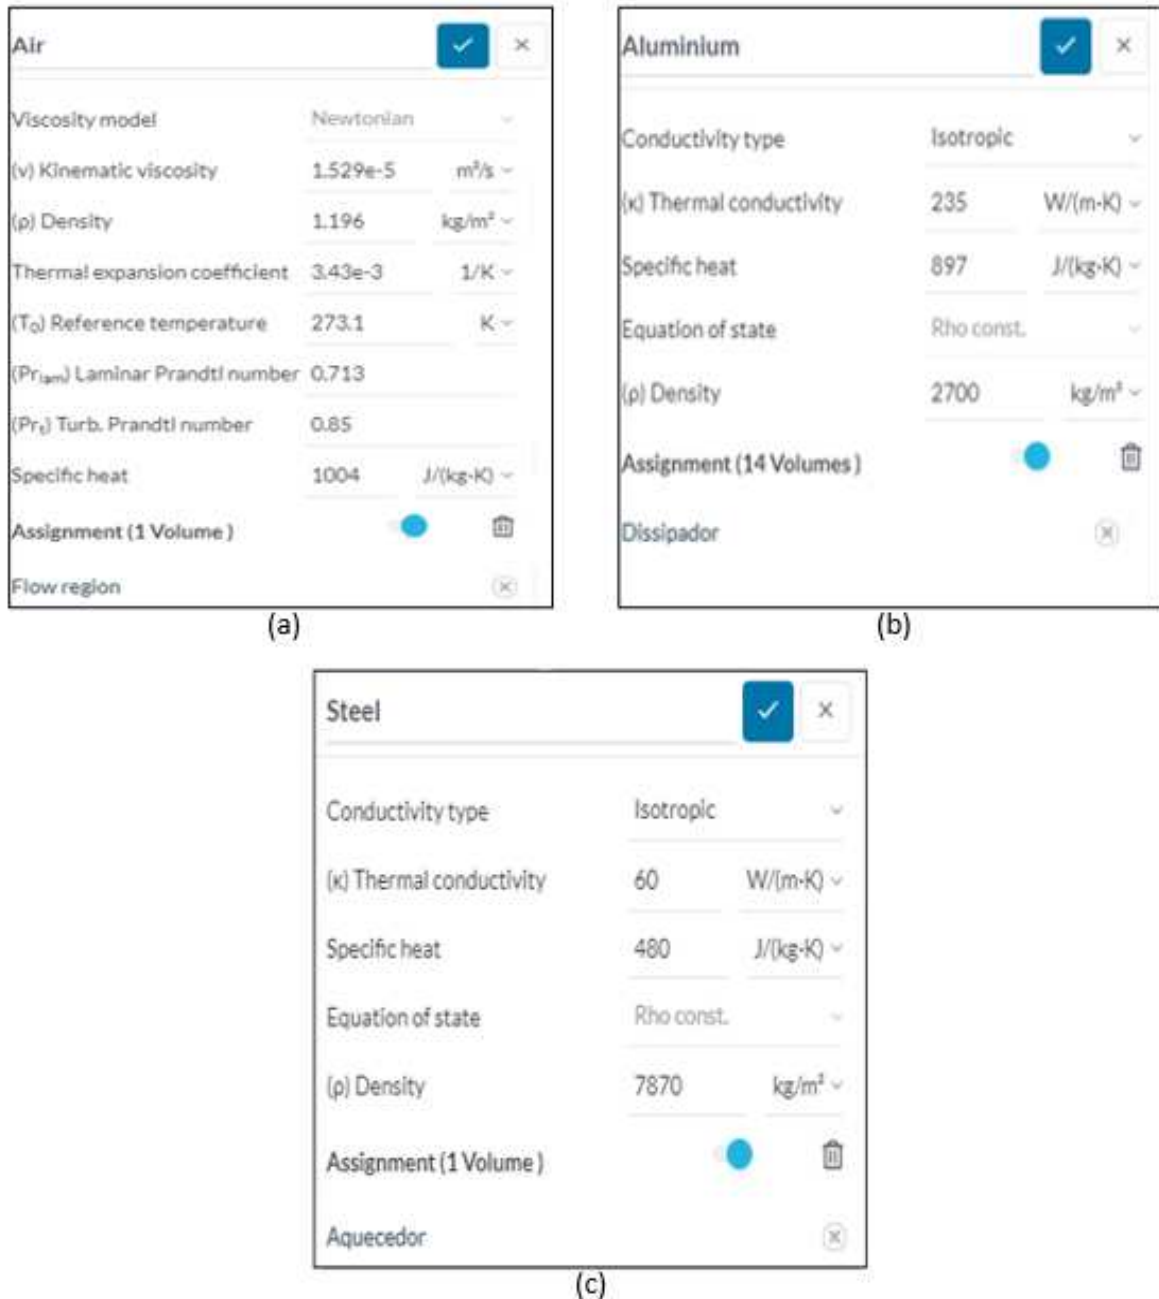 Air
Viscosity model Newtonian
(ν) Kinematic viscosity 1.529e-5 m²/s
(ρ) Density 1.196 kg/m³
Thermal expansion coefficient 3.43e-3 1/K
(T₀) Reference temperature 273.1 K
(Prₗₐₘ) Laminar Prandtl number 0.713
(Prₜ) Turb. Prandtl number 0.85
Specific heat 1004 J/(kg·K)
Assignment (1 Volume )
Flow region
(a)
Aluminium
Conductivity type Isotropic
(κ) Thermal conductivity 235 W/(m·K)
Specific heat 897 J/(kg·K)
Equation of state Rho const.
(ρ) Density 2700 kg/m³
Assignment (14 Volumes )
Dissipador
(b)
Steel
Conductivity type Isotropic
(κ) Thermal conductivity 60 W/(m·K)
Specific heat 480 J/(kg·K)
Equation of state Rho const.
(ρ) Density 7870 kg/m³
Assignment (1 Volume )
Aquecedor
(c)